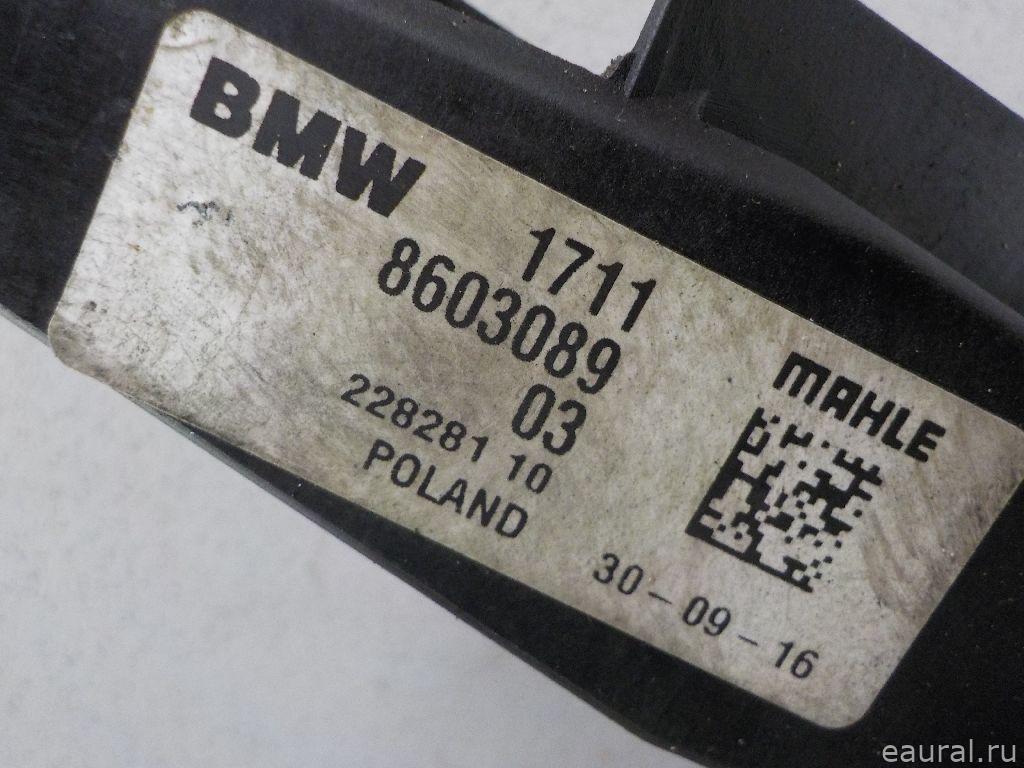 BMW
1711
8603089
03
228281 10
POLAND
MAHLE
30-09-16
eaural.ru